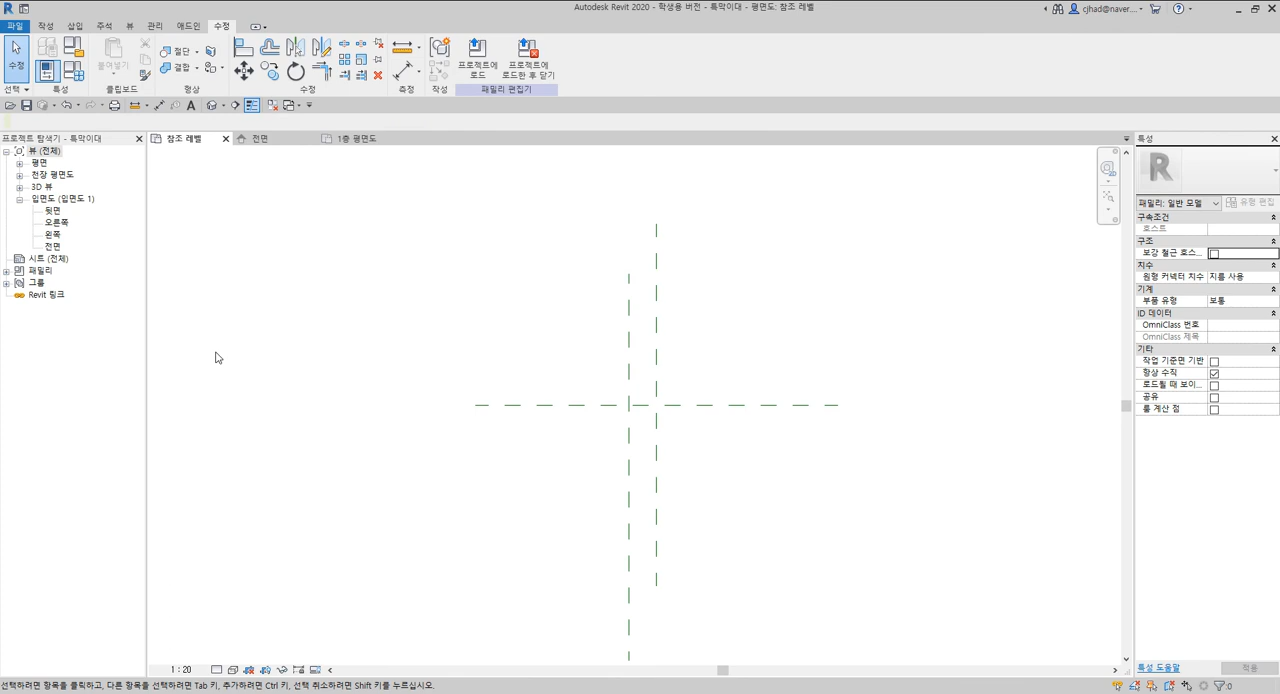 Autodesk Revit 2020 - 학생용 버전 - 특막이대 - 평면도: 참조 레벨
cjhad@naver....
파일 작성 삽입 주석 뷰 관리 애드인 수정
수정
붙여넣기
절단
결합
프로젝트에
로드
프로젝트에
로드한 후 닫기
선택 특성 클립보드 형상 수정 측정 작성 패밀리 편집기
프로젝트 탐색기 - 특막이대
참조 레벨
전면
1층 평면도
특성
뷰 (전체)
평면
천장 평면도
3D 뷰
입면도 (입면도 1)
뒷면
오른쪽
왼쪽
전면
시트 (전체)
패밀리
그룹
Revit 링크
패밀리: 일반 모델
유형 편집
구속조건
호스트
구조
보강 철근 호스...
치수
원형 커넥터 치수 지름 사용
기계
부품 유형 보통
ID 데이터
OmniClass 번호
OmniClass 제목
기타
작업 기준면 기반
항상 수직
로드될 때 보이...
공유
룸 계산 점
특성 도움말
적용
1 : 20
선택하려면 항목을 클릭하고, 다른 항목을 선택하려면 Tab 키, 추가하려면 Ctrl 키, 선택 취소하려면 Shift 키를 누르십시오.
:0